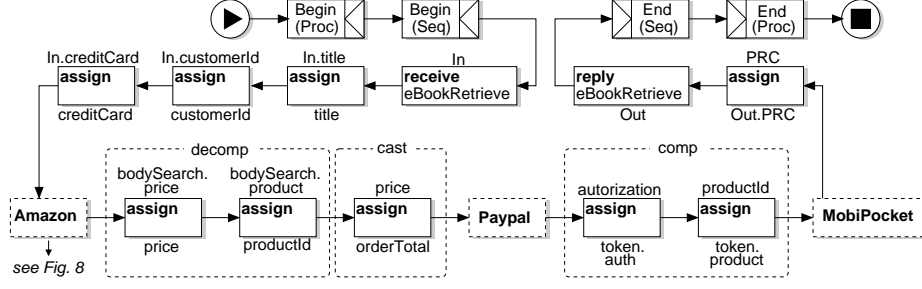 Begin
(Proc)
Begin
(Seq)
End
(Seq)
End
(Proc)
In.creditCard
assign
creditCard
In.customerId
assign
customerId
In.title
assign
title
In
receive
eBookRetrieve
reply
eBookRetrieve
Out
PRC
assign
Out.PRC
decomp
cast
comp
Amazon
see Fig. 8
bodySearch.
price
assign
price
bodySearch.
product
assign
productId
price
assign
orderTotal
Paypal
autorization
assign
token.
auth
productId
assign
token.
product
MobiPocket